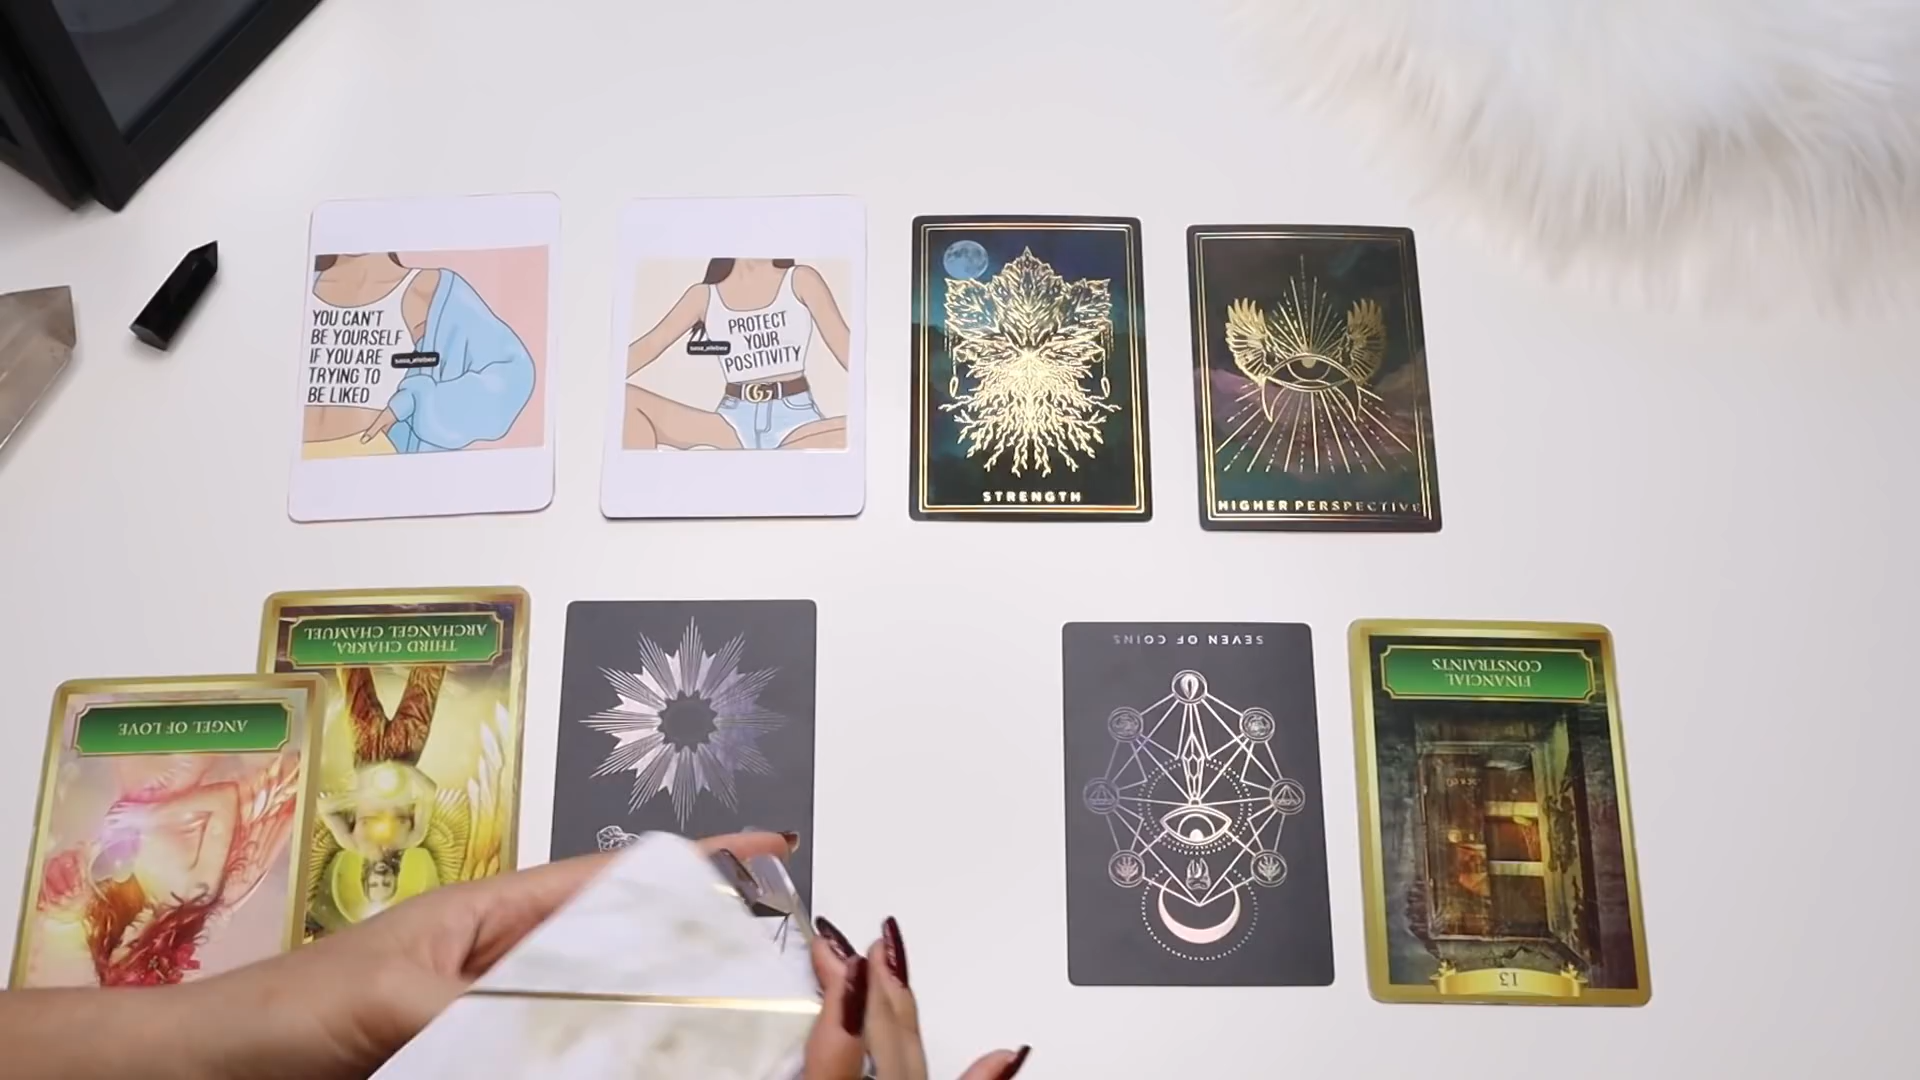 YOU CAN'T
BE YOURSELF
IF YOU ARE
TRYING TO
BE LIKED
PROTECT
YOUR
POSITIVITY
STRENGTH
HIGHER PERSPECTIVE
THIRD CHAKRA,
ARCHANGEL CHAMUEL
ANGEL OF LOVE
SEVEN OF COINS
FINANCIAL
CONSTRAINTS
13